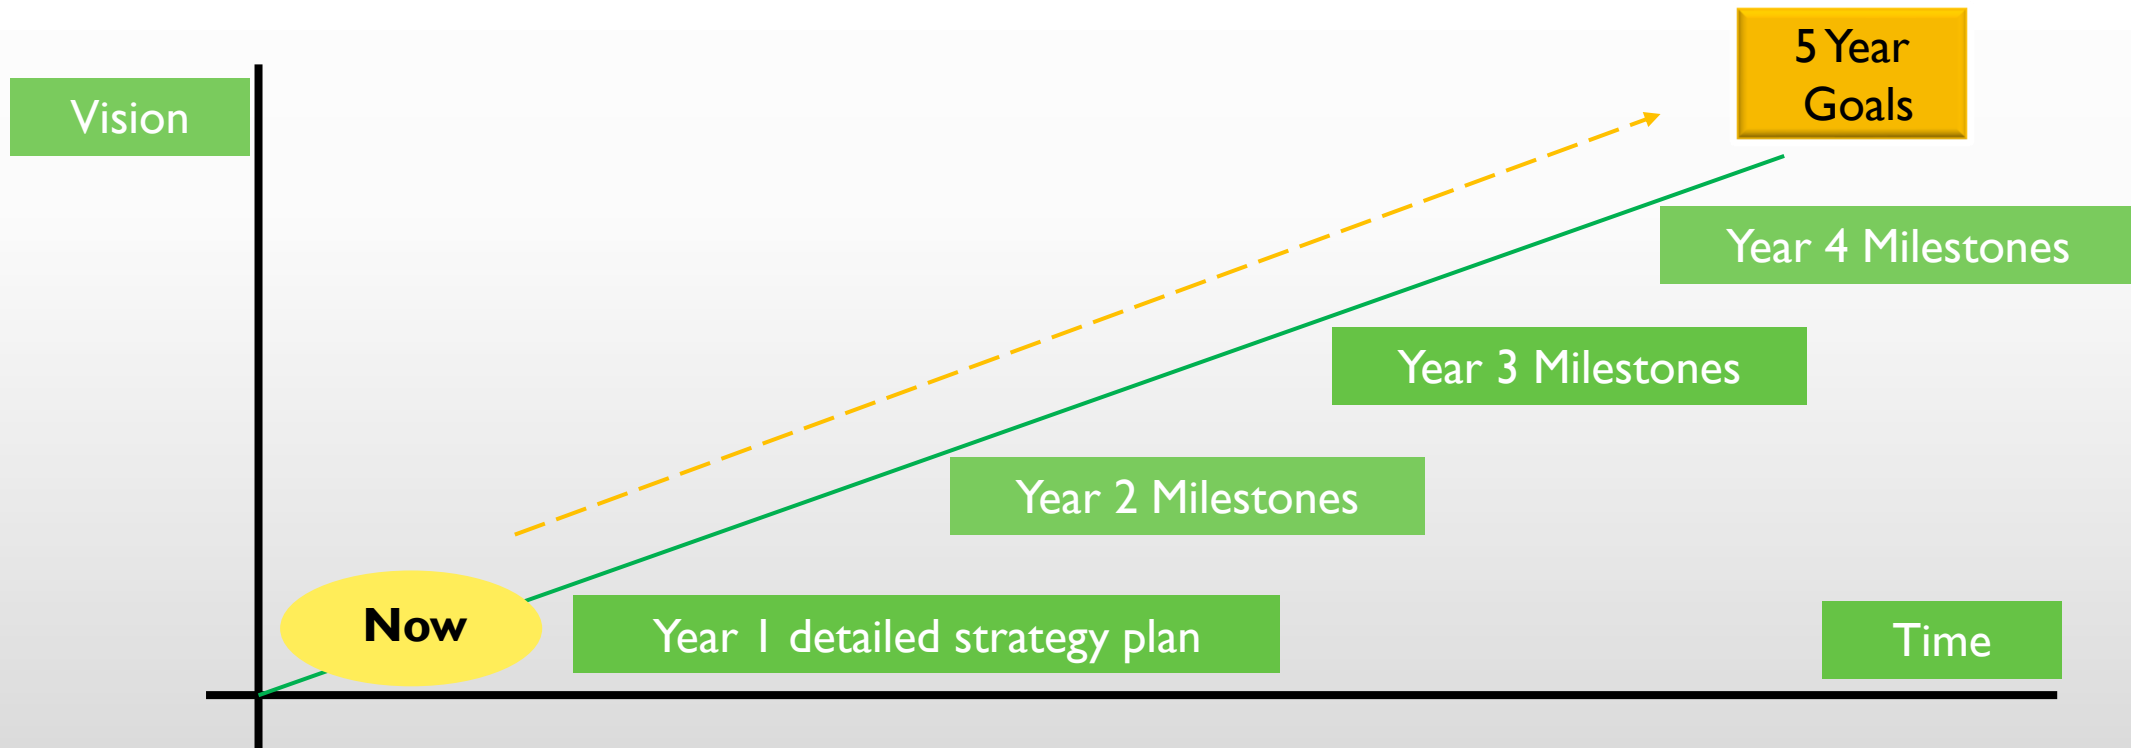 5 Year
Goals
Vision
Year 4 Milestones
Year 3 Milestones
Year 2 Milestones
Now
Year 1 detailed strategy plan
Time